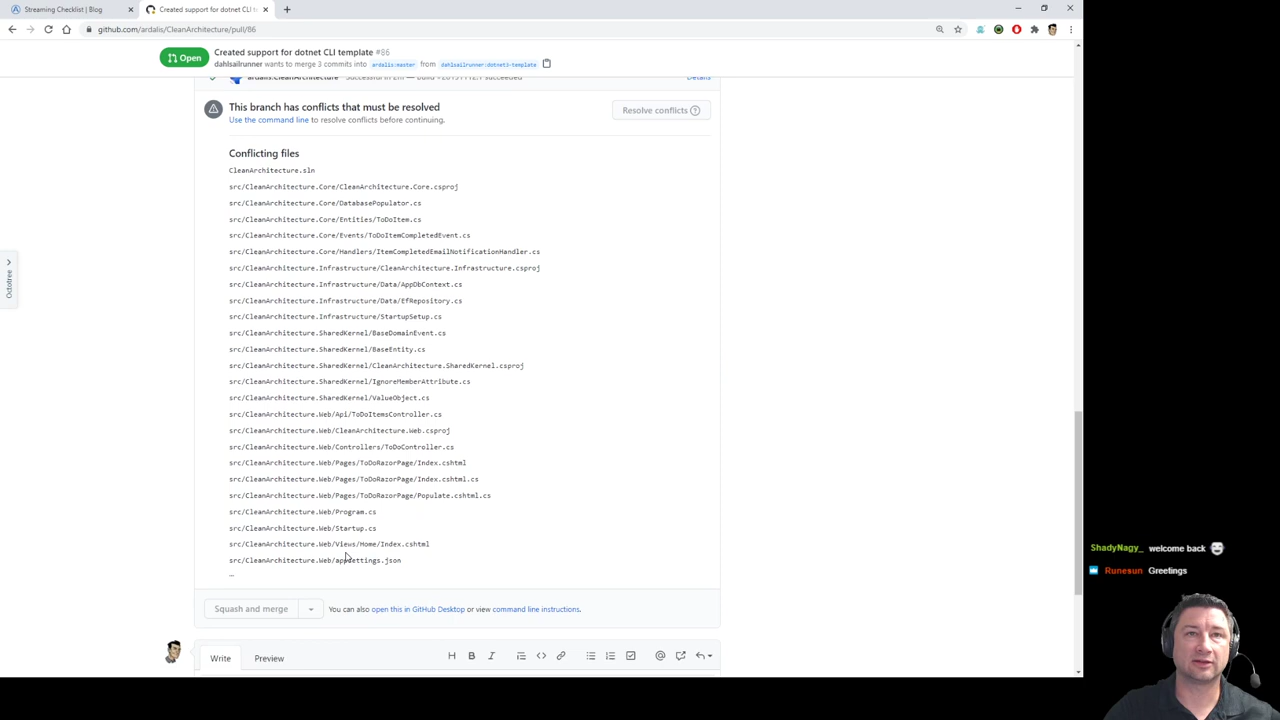 Streaming Checklist | Blog
Created support for dotnet CLI t
github.com/ardalis/CleanArchitecture/pull/86
Open
Created support for dotnet CLI template #86
dahlsailrunner wants to merge 3 commits into ardalis:master from dahlsailrunner:dotnet3-template
This branch has conflicts that must be resolved
Resolve conflicts
Use the command line to resolve conflicts before continuing.
Conflicting files
CleanArchitecture.sln
src/CleanArchitecture.Core/CleanArchitecture.Core.csproj
src/CleanArchitecture.Core/DatabasePopulator.cs
src/CleanArchitecture.Core/Entities/ToDoItem.cs
src/CleanArchitecture.Core/Events/ToDoItemCompletedEvent.cs
src/CleanArchitecture.Core/Handlers/ItemCompletedEmailNotificationHandler.cs
src/CleanArchitecture.Infrastructure/CleanArchitecture.Infrastructure.csproj
src/CleanArchitecture.Infrastructure/Data/AppDbContext.cs
src/CleanArchitecture.Infrastructure/Data/EfRepository.cs
src/CleanArchitecture.Infrastructure/StartupSetup.cs
src/CleanArchitecture.SharedKernel/BaseDomainEvent.cs
src/CleanArchitecture.SharedKernel/BaseEntity.cs
src/CleanArchitecture.SharedKernel/CleanArchitecture.SharedKernel.csproj
src/CleanArchitecture.SharedKernel/IgnoreMemberAttribute.cs
src/CleanArchitecture.SharedKernel/ValueObject.cs
src/CleanArchitecture.Web/Api/ToDoItemsController.cs
src/CleanArchitecture.Web/CleanArchitecture.Web.csproj
src/CleanArchitecture.Web/Controllers/ToDoController.cs
src/CleanArchitecture.Web/Pages/ToDoRazorPage/Index.cshtml
src/CleanArchitecture.Web/Pages/ToDoRazorPage/Index.cshtml.cs
src/CleanArchitecture.Web/Pages/ToDoRazorPage/Populate.cshtml.cs
src/CleanArchitecture.Web/Program.cs
src/CleanArchitecture.Web/Startup.cs
src/CleanArchitecture.Web/Views/Home/Index.cshtml
src/CleanArchitecture.Web/appsettings.json
…
Squash and merge
You can also open this in GitHub Desktop or view command line instructions.
Write
Preview
Octotree
ShadyNagy_ welcome back
Runesun Greetings